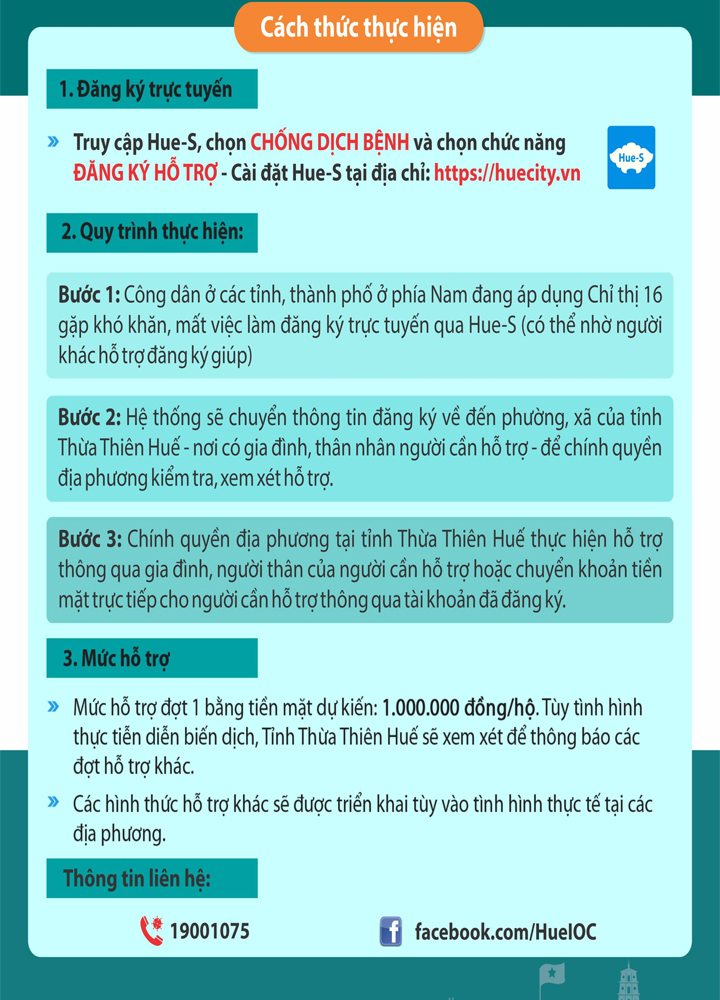 Cách thức thực hiện
1. Đăng ký trực tuyến
» Truy cập Hue-S, chọn CHỐNG DỊCH BỆNH và chọn chức năng
ĐĂNG KÝ HỖ TRỢ - Cài đặt Hue-S tại địa chỉ: https://huecity.vn
Hue-S
2. Quy trình thực hiện:
Bước 1: Công dân ở các tỉnh, thành phố ở phía Nam đang áp dụng Chỉ thị 16
gặp khó khăn, mất việc làm đăng ký trực tuyến qua Hue-S (có thể nhờ người
khác hỗ trợ đăng ký giúp)
Bước 2: Hệ thống sẽ chuyển thông tin đăng ký về đến phường, xã của tỉnh
Thừa Thiên Huế - nơi có gia đình, thân nhân người cần hỗ trợ - để chính quyền
địa phương kiểm tra, xem xét hỗ trợ.
Bước 3: Chính quyền địa phương tại tỉnh Thừa Thiên Huế thực hiện hỗ trợ
thông qua gia đình, người thân của người cần hỗ trợ hoặc chuyển khoản tiền
mặt trực tiếp cho người cần hỗ trợ thông qua tài khoản đã đăng ký.
3. Mức hỗ trợ
» Mức hỗ trợ đợt 1 bằng tiền mặt dự kiến: 1.000.000 đồng/hộ. Tùy tình hình
thực tiễn diễn biến dịch, Tỉnh Thừa Thiên Huế sẽ xem xét để thông báo các
đợt hỗ trợ khác.
» Các hình thức hỗ trợ khác sẽ được triển khai tùy vào tình hình thực tế tại các
địa phương.
Thông tin liên hệ:
19001075
facebook.com/HueIOC